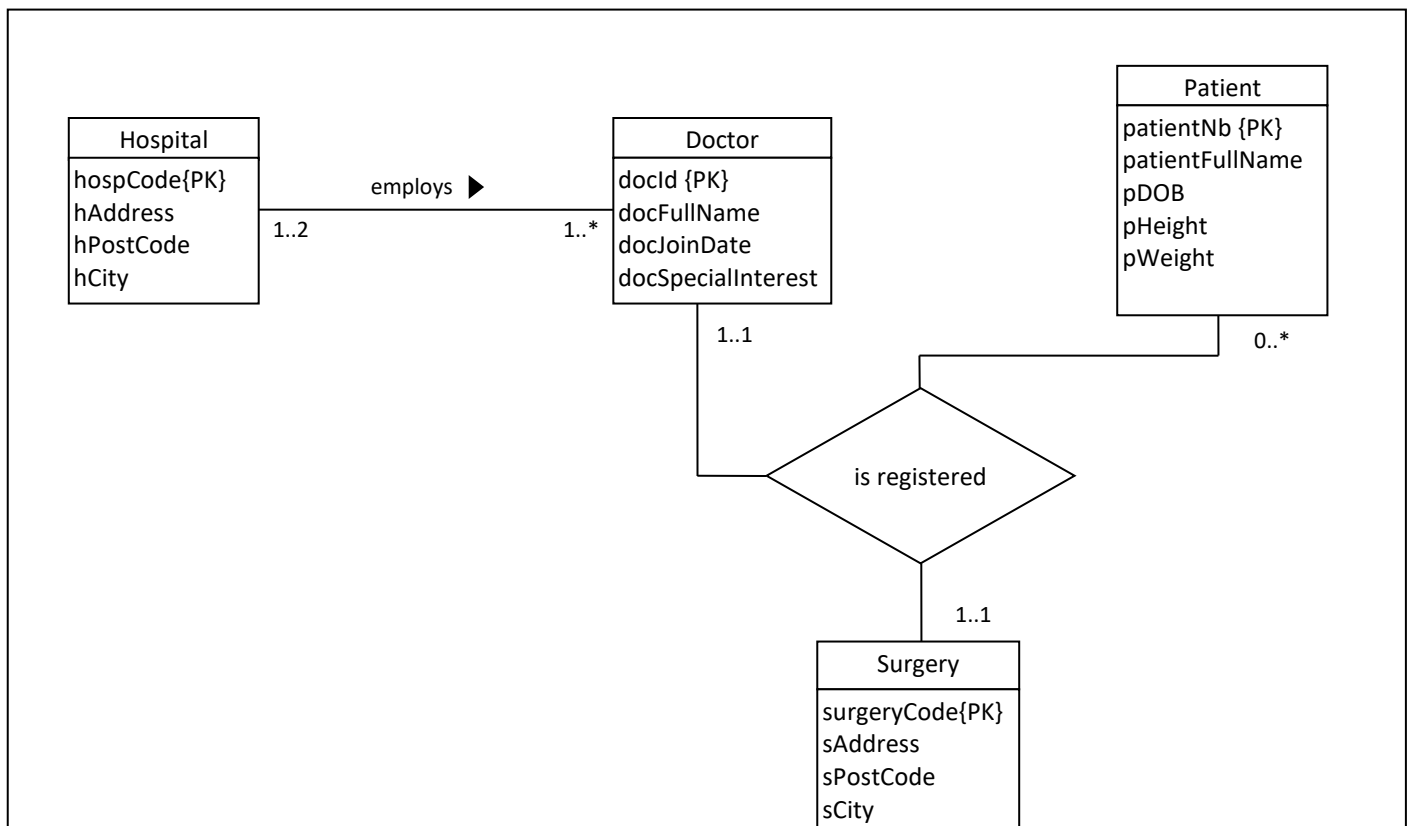 Hospital
hospCode{PK}
hAddress
hPostCode
hCity
employs
1..2
1..*
Doctor
docId {PK}
docFullName
docJoinDate
docSpecialInterest
1..1
Patient
patientNb {PK}
patientFullName
pDOB
pHeight
pWeight
0..*
is registered
1..1
Surgery
surgeryCode{PK}
sAddress
sPostCode
sCity